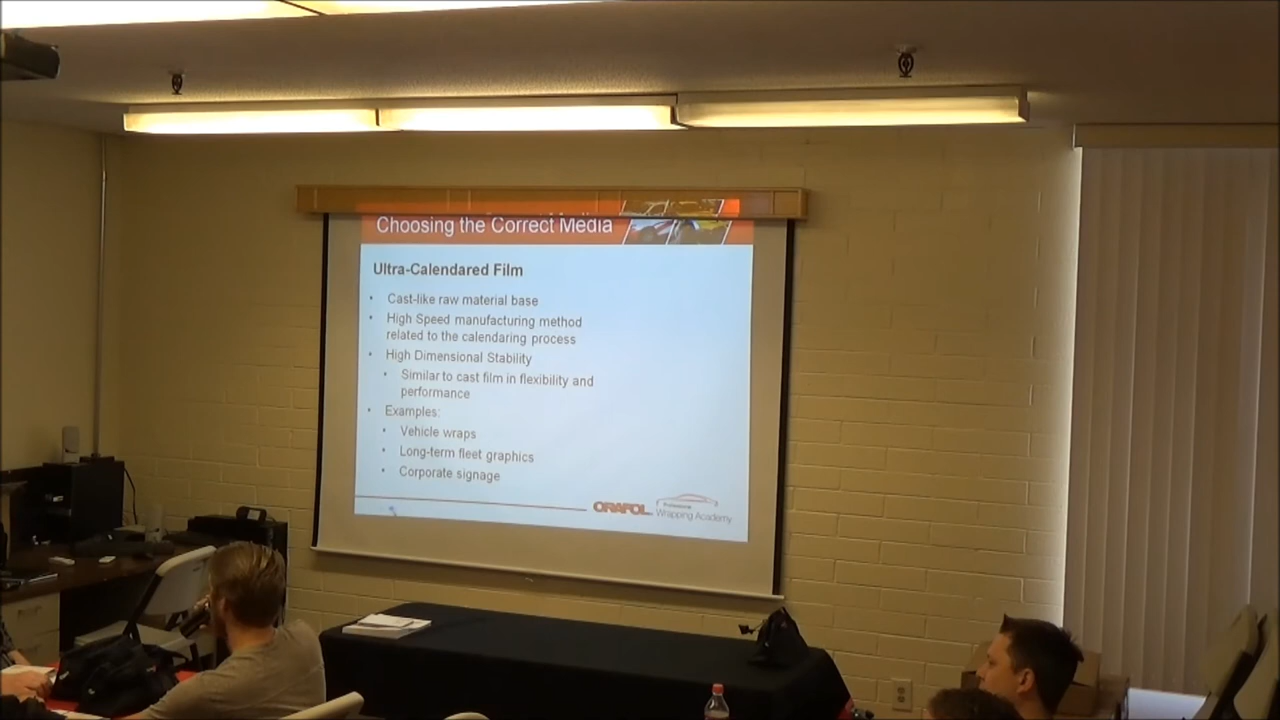 Choosing the Correct Media
Ultra-Calendared Film
• Cast-like raw material base
• High Speed manufacturing method
related to the calendaring process
• High Dimensional Stability
• Similar to cast film in flexibility and
performance
• Examples:
• Vehicle wraps
• Long-term fleet graphics
• Corporate signage
ORAFOL
Professional
Wrapping Academy